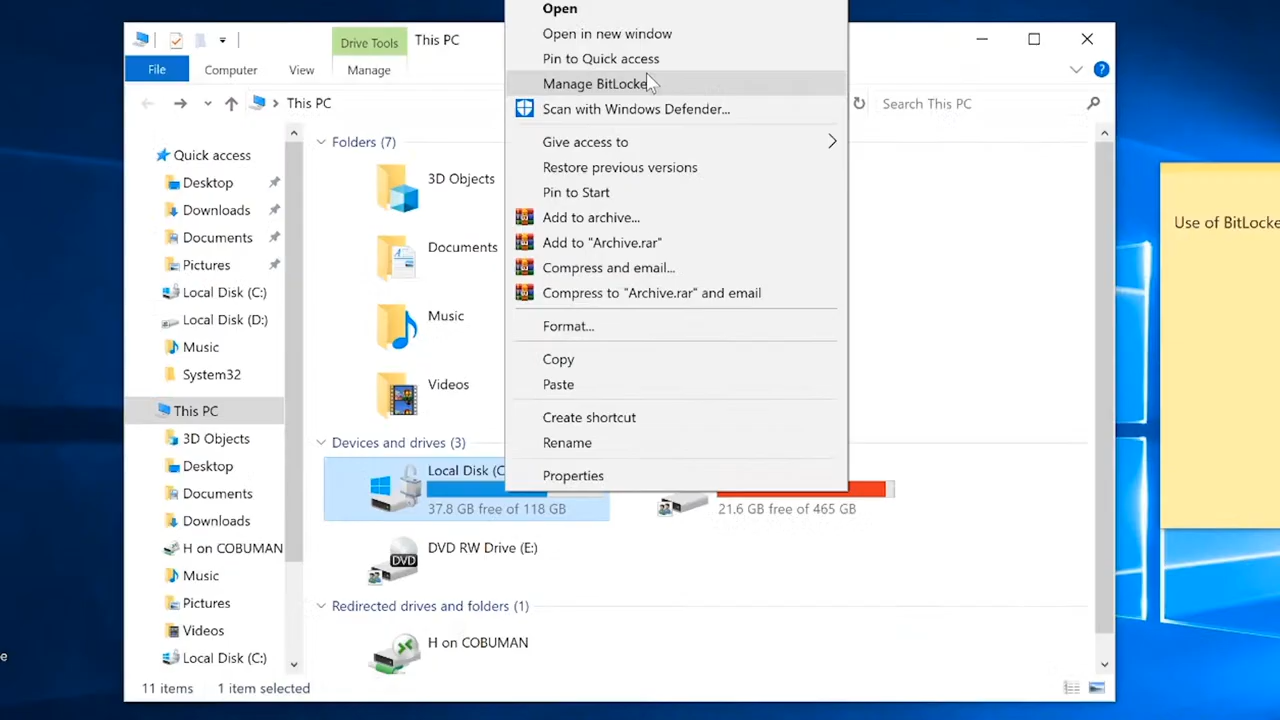 Drive Tools
This PC
File
Computer
View
Manage
This PC
Search This PC
Quick access
Desktop
Downloads
Documents
Pictures
Local Disk (C:)
Local Disk (D:)
Music
System32
This PC
3D Objects
Desktop
Documents
Downloads
H on COBUMAN
Music
Pictures
Videos
Local Disk (C:)
Folders (7)
3D Objects
Documents
Music
Videos
Devices and drives (3)
Local Disk (C
37.8 GB free of 118 GB
21.6 GB free of 465 GB
DVD
DVD RW Drive (E:)
Redirected drives and folders (1)
H on COBUMAN
Open
Open in new window
Pin to Quick access
Manage BitLocke
Scan with Windows Defender...
Give access to
Restore previous versions
Pin to Start
Add to archive...
Add to "Archive.rar"
Compress and email...
Compress to "Archive.rar" and email
Format...
Copy
Paste
Create shortcut
Rename
Properties
11 items
1 item selected
Use of BitLocke
e